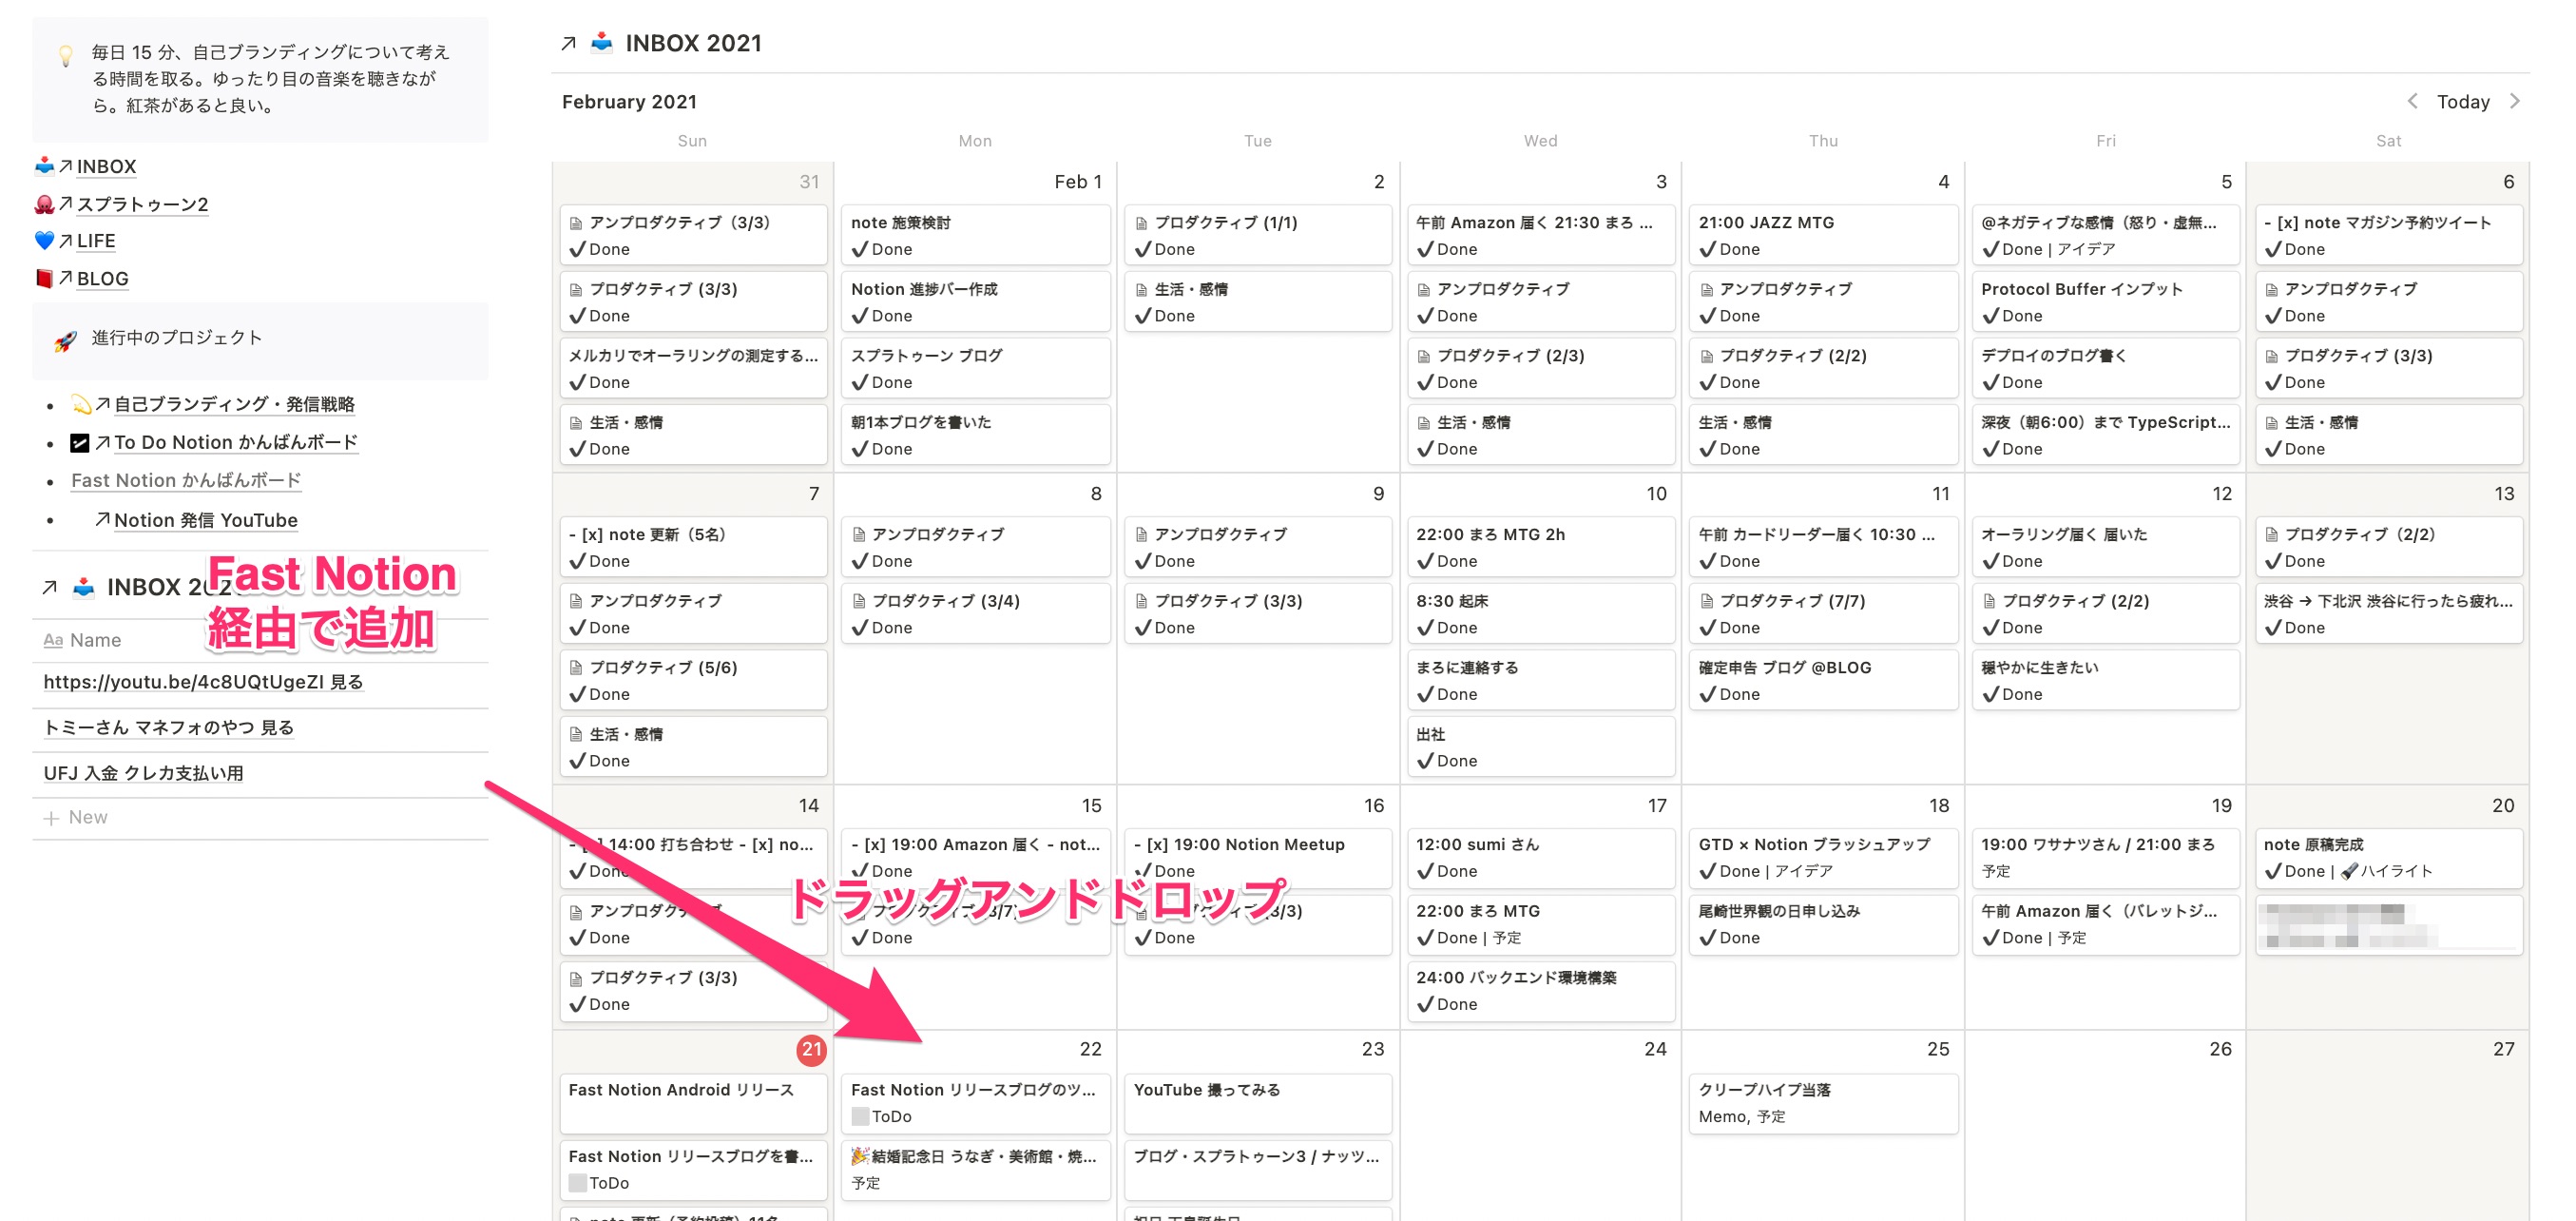 毎日 15 分、自己ブランディングについて考え
る時間を取る。ゆったり目の音楽を聴きなが
ら。紅茶があると良い。
INBOX
スプラトゥーン2
LIFE
BLOG
進行中のプロジェクト
自己ブランディング・発信戦略
To Do Notion かんばんボード
Fast Notion かんばんボード
Notion 発信 YouTube
Fast Notion
経由で追加
INBOX 202
Aa Name
https://youtu.be/4c8UQtUgeZI 見る
トミーさん マネフォのやつ 見る
UFJ 入金 クレカ支払い用
+ New
INBOX 2021
February 2021
Today
Sun Mon Tue Wed Thu Fri Sat
31
アンプロダクティブ（3/3）
✔Done
プロダクティブ (3/3)
✔Done
メルカリでオーラリングの測定する...
✔Done
生活・感情
✔Done
Feb 1
note 施策検討
✔Done
Notion 進捗バー作成
✔Done
スプラトゥーン ブログ
✔Done
朝1本ブログを書いた
✔Done
2
プロダクティブ (1/1)
✔Done
生活・感情
✔Done
3
午前 Amazon 届く 21:30 まろ ...
✔Done
アンプロダクティブ
✔Done
プロダクティブ (2/3)
✔Done
生活・感情
✔Done
4
21:00 JAZZ MTG
✔Done
アンプロダクティブ
✔Done
プロダクティブ (2/2)
✔Done
生活・感情
✔Done
5
@ネガティブな感情（怒り・虚無...
✔Done | アイデア
Protocol Buffer インプット
✔Done
デプロイのブログ書く
✔Done
深夜（朝6:00）まで TypeScript...
✔Done
6
- [x] note マガジン予約ツイート
✔Done
アンプロダクティブ
✔Done
プロダクティブ (3/3)
✔Done
生活・感情
✔Done
7
- [x] note 更新（5名）
✔Done
アンプロダクティブ
✔Done
プロダクティブ (5/6)
✔Done
生活・感情
✔Done
8
アンプロダクティブ
✔Done
プロダクティブ (3/4)
✔Done
9
アンプロダクティブ
✔Done
プロダクティブ (3/3)
✔Done
10
22:00 まろ MTG 2h
✔Done
8:30 起床
✔Done
まろに連絡する
✔Done
出社
✔Done
11
午前 カードリーダー届く 10:30 ...
✔Done
プロダクティブ (7/7)
✔Done
確定申告 ブログ @BLOG
✔Done
12
オーラリング届く 届いた
✔Done
プロダクティブ (2/2)
✔Done
穏やかに生きたい
✔Done
13
プロダクティブ（2/2）
✔Done
渋谷 → 下北沢 渋谷に行ったら疲れ...
✔Done
14
14:00 打ち合わせ - [x] no...
✔Done
アンプロダクティブ
✔Done
プロダクティブ (3/3)
✔Done
15
- [x] 19:00 Amazon 届く - not...
✔Done
✔Done
16
- [x] 19:00 Notion Meetup
✔Done
✔Done
ドラッグアンドドロップ
17
12:00 sumi さん
✔Done
22:00 まろ MTG
✔Done | 予定
24:00 バックエンド環境構築
✔Done
18
GTD × Notion ブラッシュアップ
✔Done | アイデア
尾崎世界観の日申し込み
✔Done
19
19:00 ワサナツさん / 21:00 まろ
予定
午前 Amazon 届く（バレットジ...
✔Done | 予定
20
note 原稿完成
✔Done | ハイライト
21
Fast Notion Android リリース
Fast Notion リリースブログを書...
ToDo
22
Fast Notion リリースブログのツ...
ToDo
結婚記念日 うなぎ・美術館・焼...
予定
23
YouTube 撮ってみる
ブログ・スプラトゥーン3 / ナッツ...
24
25
クリープハイプ当落
Memo, 予定
26
27